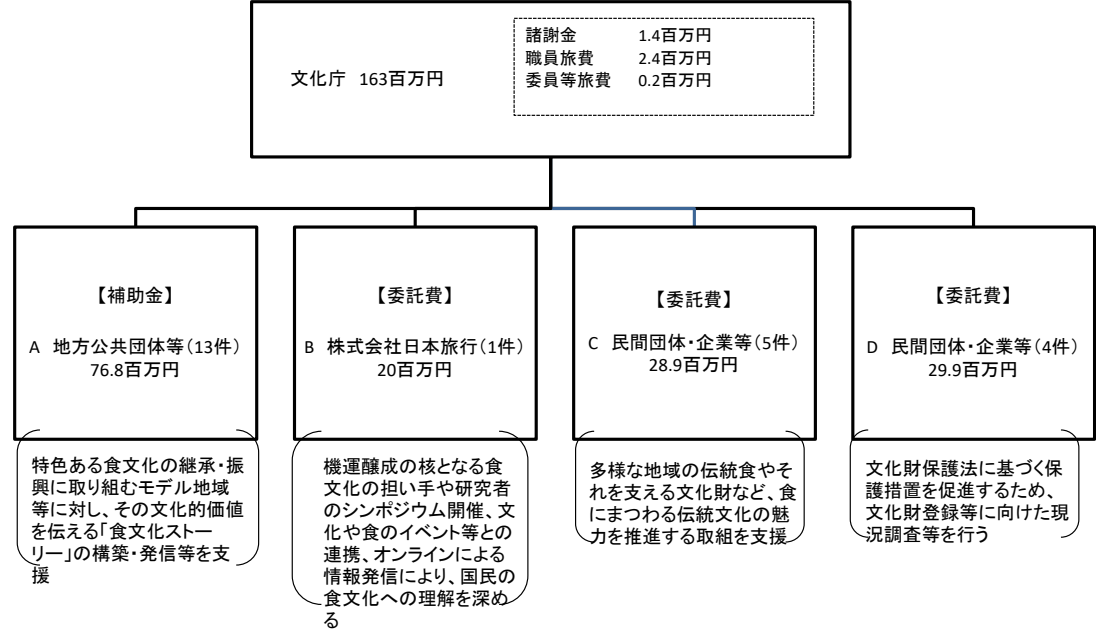 文化庁 163百万円
諸謝金 1.4百万円
職員旅費 2.4百万円
委員等旅費 0.2百万円
【補助金】
A 地方公共団体等(13件)
76.8百万円
特色ある食文化の継承・振
興に取り組むモデル地域
等に対し、その文化的価値
を伝える「食文化ストー
リー」の構築・発信等を支
援
【委託費】
B 株式会社日本旅行(1件)
20百万円
機運醸成の核となる食
文化の担い手や研究者
のシンポジウム開催、文
化や食のイベント等との
連携、オンラインによる
情報発信により、国民の
食文化への理解を深め
る
【委託費】
C 民間団体・企業等(5件)
28.9百万円
多様な地域の伝統食やそ
れを支える文化財など、食
にまつわる伝統文化の魅
力を推進する取組を支援
【委託費】
D 民間団体・企業等(4件)
29.9百万円
文化財保護法に基づく保
護措置を促進するため、
文化財登録等に向けた現
況調査等を行う